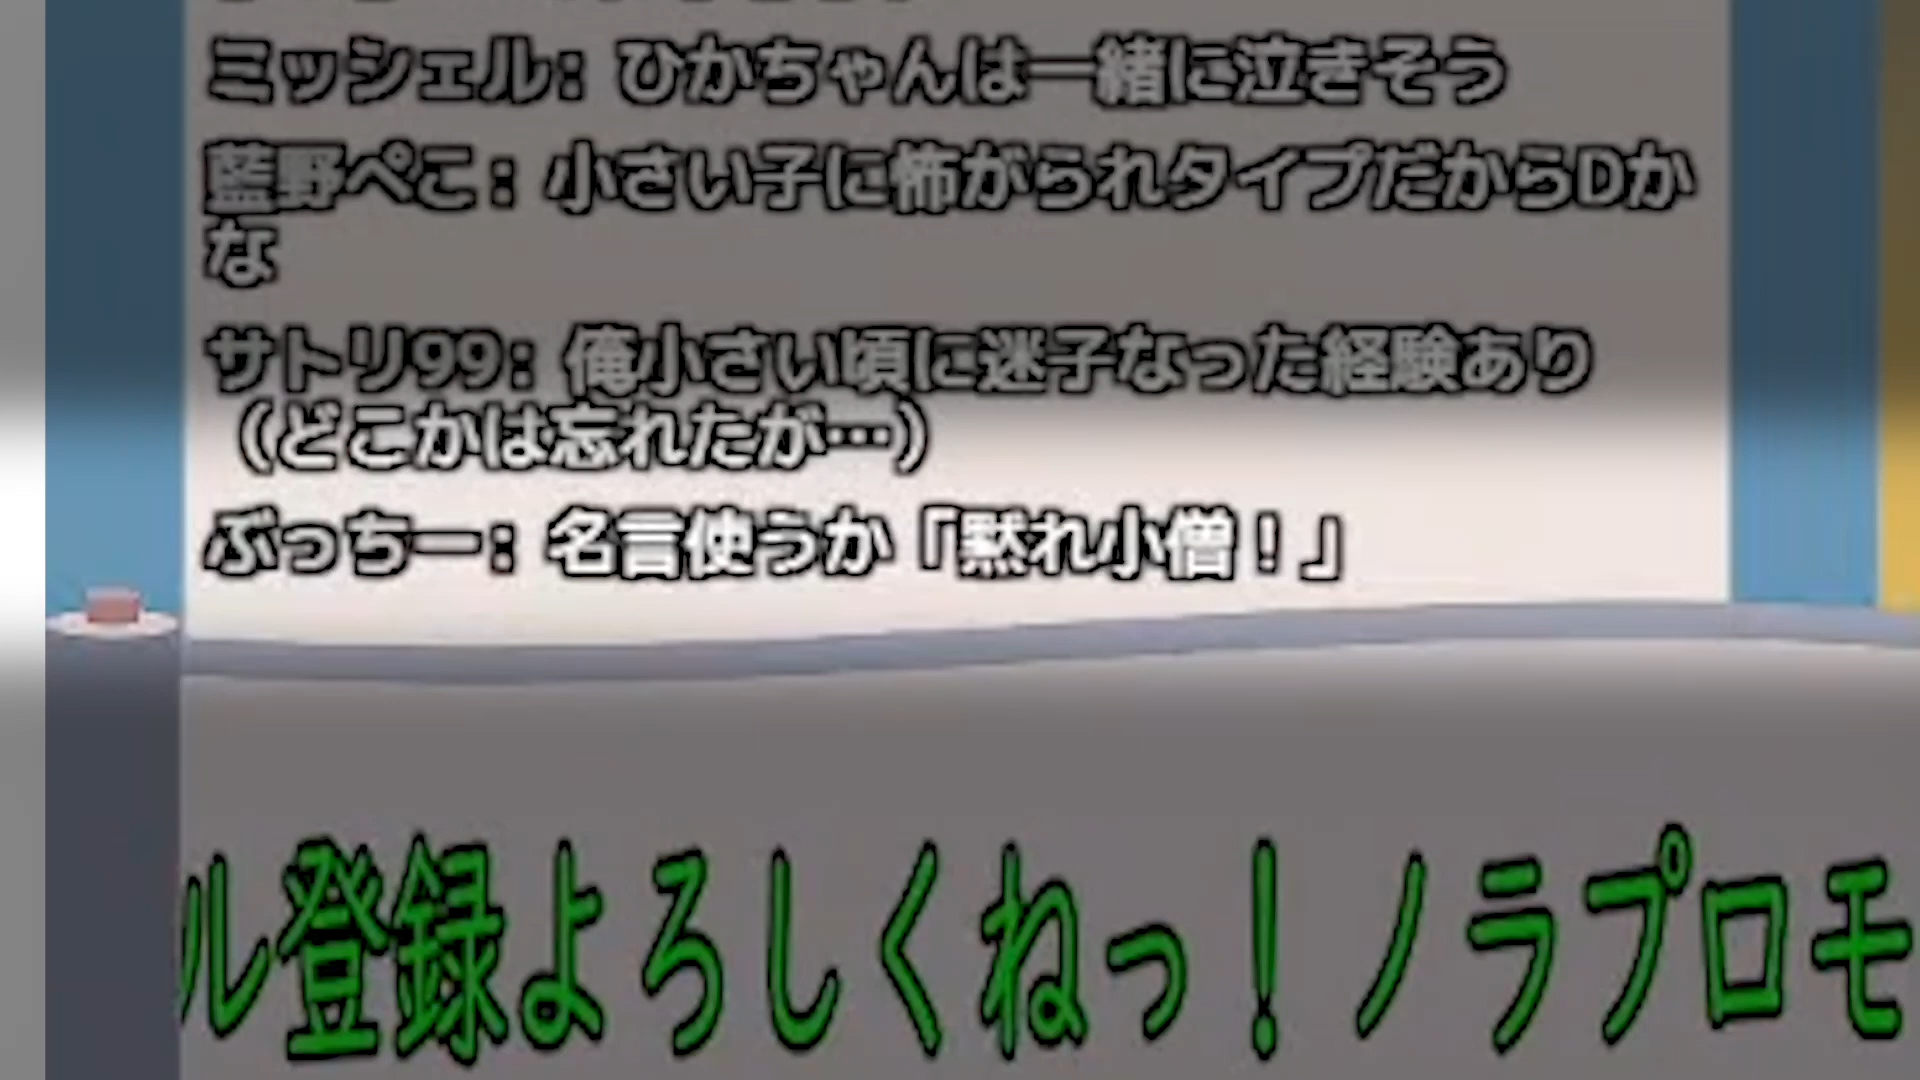 ミッシェル：ひかちゃんは一緒に泣きそう
藍野ぺこ：小さい子に怖がられタイプだからDか
な
サトリ99：俺小さい頃に迷子なった経験あり
（どこかは忘れたが…）
ぶっちー：名言使うか「黙れ小僧！」
ル登録よろしくねっ！ノラプロモ